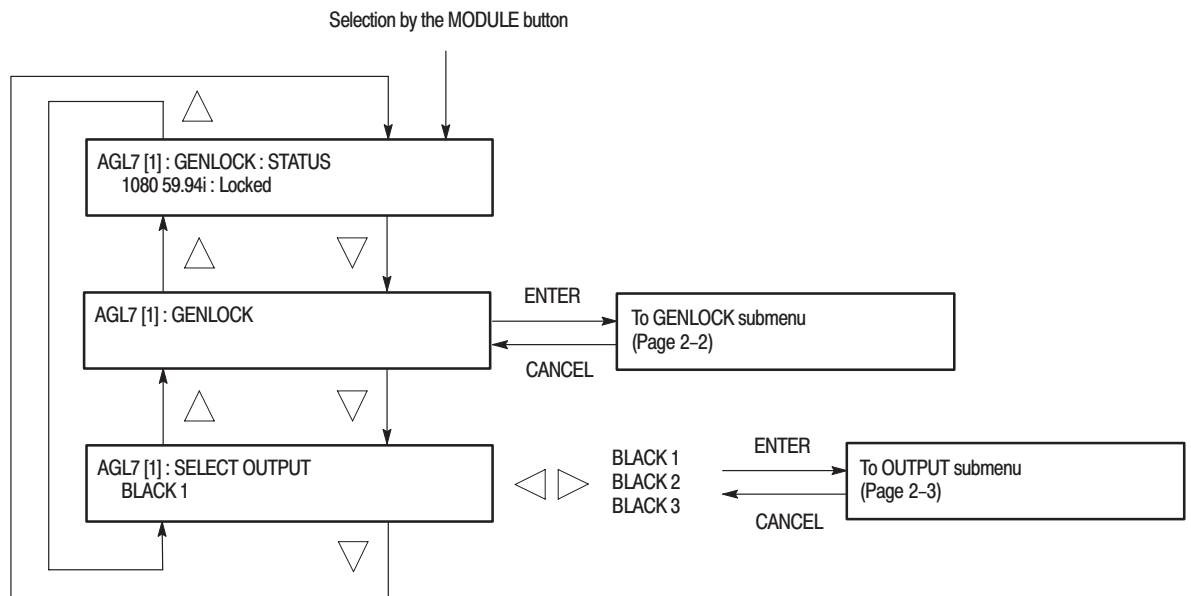 Selection by the MODULE button
AGL7 [1] : GENLOCK : STATUS
1080 59.94i : Locked
AGL7 [1] : GENLOCK
ENTER
CANCEL
To GENLOCK submenu
(Page 2–2)
AGL7 [1] : SELECT OUTPUT
BLACK 1
BLACK 1
BLACK 2
BLACK 3
ENTER
CANCEL
To OUTPUT submenu
(Page 2–3)